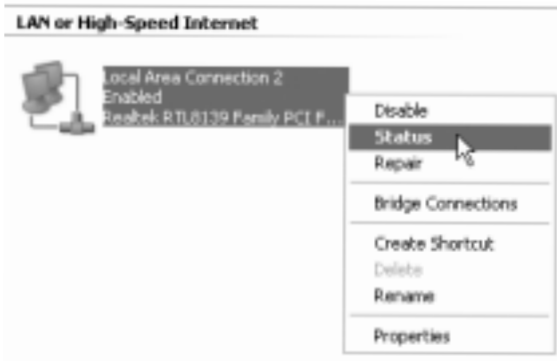 LAN or High-Speed Internet
Local Area Connection 2
Enabled
Realtek RTL8139 Family PCI F...
Disable
Status
Repair
Bridge Connections
Create Shortcut
Delete
Rename
Properties